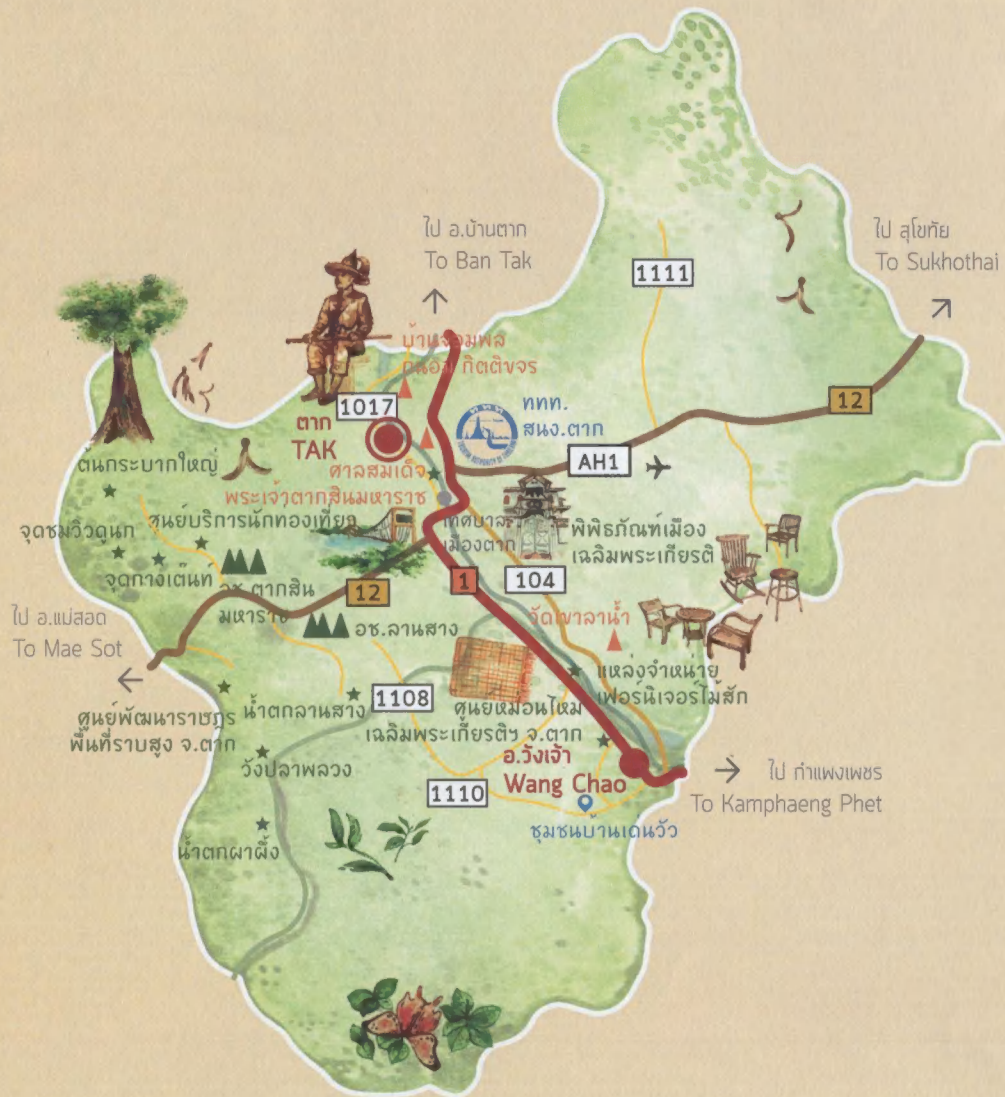 ไป อ.บ้านตาก
To Ban Tak
ไป สุโขทัย
To Sukhothai
1111
บ้านจอมพล
ถนอม กิตติขจร
1017
12
ททท.
สนง.ตาก
ตาก
TAK
AH1
ศาลสมเด็จ
พระเจ้าตากสินมหาราช
ต้นกระบากใหญ่
ศูนย์บริการนักท่องเที่ยว
เทศบาล
เมืองตาก
พิพิธภัณฑ์เมือง
เฉลิมพระเกียรติ
จุดชมวิวดูนก
จุดกางเต็นท์
อช.ตากสิน
มหาราช
12
1
104
ไป อ.แม่สอด
To Mae Sot
อช.ลานสาง
วัดเขาลาน้ำ
แหล่งจำหน่าย
เฟอร์นิเจอร์ไม้สัก
ศูนย์พัฒนาราษฎร
พื้นที่ราบสูง จ.ตาก
น้ำตกลานสาง
1108
ศูนย์หม่อนไหม
เฉลิมพระเกียรติฯ จ.ตาก
วังปลาพลวง
อ.วังเจ้า
Wang Chao
1110
ไป กำแพงเพชร
To Kamphaeng Phet
ชุมชนบ้านเดนวัว
น้ำตกผาผึ้ง